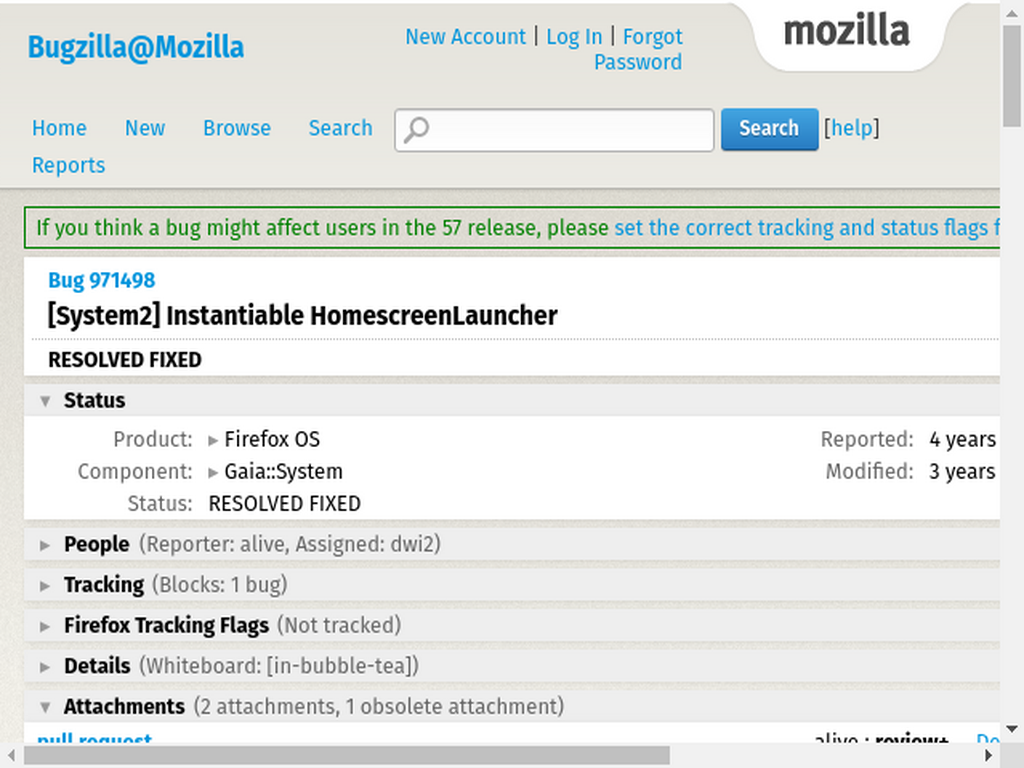 Bugzilla@Mozilla
New Account | Log In | Forgot Password
mozilla
Home New Browse Search
Search [help]
Reports
If you think a bug might affect users in the 57 release, please set the correct tracking and status flags f
Bug 971498
[System2] Instantiable HomescreenLauncher
RESOLVED FIXED
▾ Status
Product: ▸ Firefox OS
Reported: 4 years
Component: ▸ Gaia::System
Modified: 3 years
Status: RESOLVED FIXED
▸ People (Reporter: alive, Assigned: dwi2)
▸ Tracking (Blocks: 1 bug)
▸ Firefox Tracking Flags (Not tracked)
▸ Details (Whiteboard: [in-bubble-tea])
▾ Attachments (2 attachments, 1 obsolete attachment)
pull request alive : review+ De